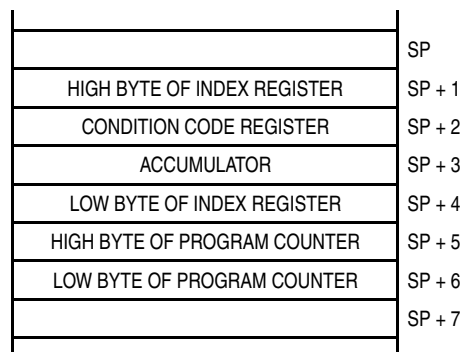 SP
HIGH BYTE OF INDEX REGISTER SP + 1
CONDITION CODE REGISTER SP + 2
ACCUMULATOR SP + 3
LOW BYTE OF INDEX REGISTER SP + 4
HIGH BYTE OF PROGRAM COUNTER SP + 5
LOW BYTE OF PROGRAM COUNTER SP + 6
SP + 7